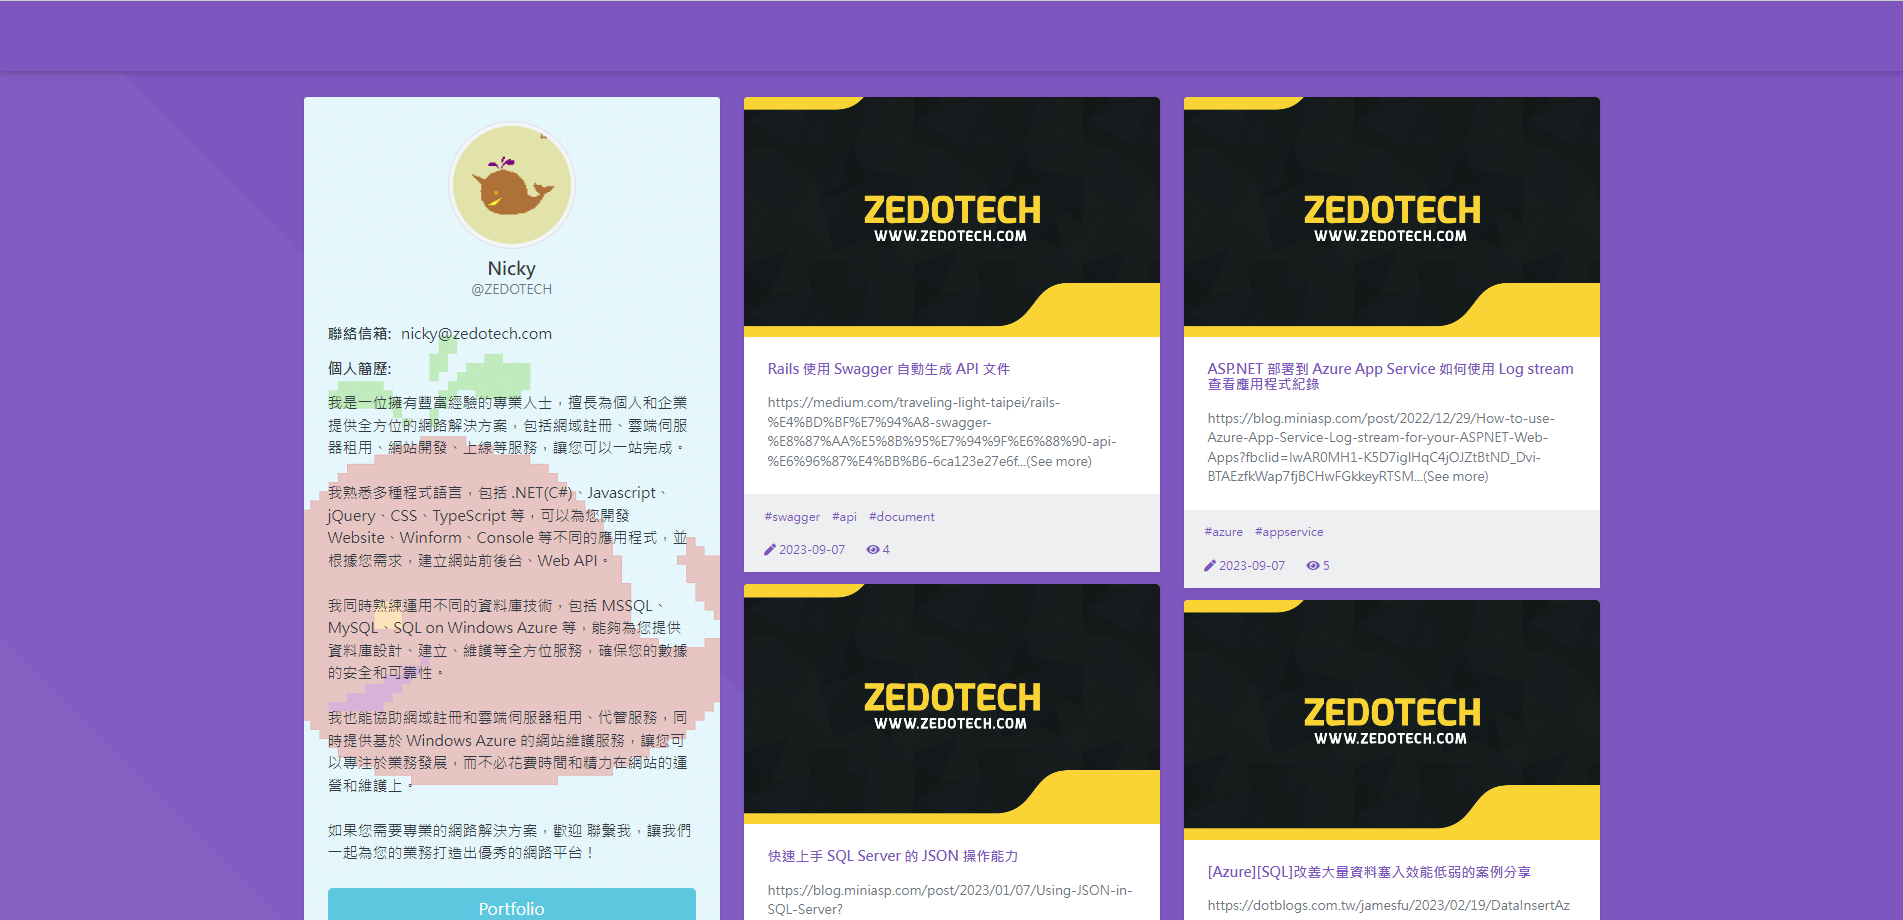 Nicky
@ZEDOTECH
聯絡信箱: nicky@zedotech.com
個人簡歷:
我是一位擁有豐富經驗的專業人士，擅長為個人和企業
提供全方位的網路解決方案，包括網域註冊、雲端伺服
器租用、網站開發、上線等服務，讓您可以一站完成。
我熟悉多種程式語言，包括 .NET(C#)、Javascript、
jQuery、CSS、TypeScript 等，可以為您開發
Website、Winform、Console 等不同的應用程式，並
根據您需求，建立網站前後台、Web API。
我同時熟練運用不同的資料庫技術，包括 MSSQL、
MySQL、SQL on Windows Azure 等，能夠為您提供
資料庫設計、建立、維護等全方位服務，確保您的數據
的安全和可靠性。
我也能協助網域註冊和雲端伺服器租用、代管服務，同
時提供基於 Windows Azure 的網站維護服務，讓您可
以專注於業務發展，而不必花費時間和精力在網站的運
營和維護上。
如果您需要專業的網路解決方案，歡迎 聯繫我，讓我們
一起為您的業務打造出優秀的網路平台！
Portfolio
ZEDOTECH
WWW.ZEDOTECH.COM
Rails 使用 Swagger 自動生成 API 文件
https://medium.com/traveling-light-taipei/rails-
%E4%BD%BF%E7%94%A8-swagger-
%E8%87%AA%E5%8B%95%E7%94%9F%E6%88%90-api-
%E6%96%87%E4%BB%B6-6ca123e27e6f...(See more)
#swagger #api #document
2023-09-07 4
ZEDOTECH
WWW.ZEDOTECH.COM
快速上手 SQL Server 的 JSON 操作能力
https://blog.miniasp.com/post/2023/01/07/Using-JSON-in-
SQL-Server?
ZEDOTECH
WWW.ZEDOTECH.COM
ASP.NET 部署到 Azure App Service 如何使用 Log stream
查看應用程式紀錄
https://blog.miniasp.com/post/2022/12/29/How-to-use-
Azure-App-Service-Log-stream-for-your-ASPNET-Web-
Apps?fbclid=IwAR0MH1-K5D7iglHqC4jOJZtBtND_Dvi-
BTAEzfkWap7fjBCHwFGkkeyRTSM...(See more)
#azure #appservice
2023-09-07 5
ZEDOTECH
WWW.ZEDOTECH.COM
[Azure][SQL]改善大量資料塞入效能低弱的案例分享
https://dotblogs.com.tw/jamesfu/2023/02/19/DataInsertAz